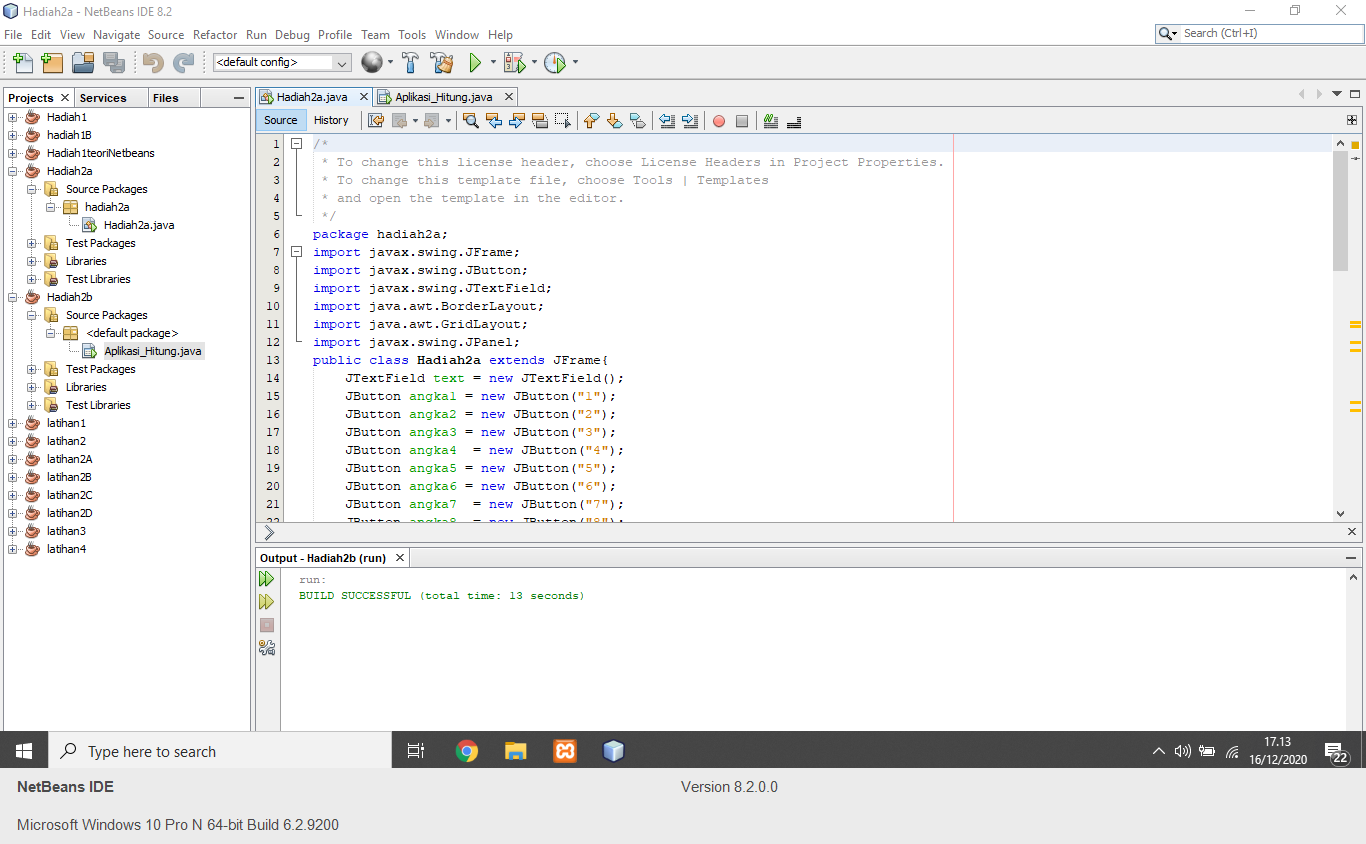 Hadiah2a - NetBeans IDE 8.2
File Edit View Navigate Source Refactor Run Debug Profile Team Tools Window Help
Search (Ctrl+I)
<default config>
Projects Services Files
Hadiah1
hadiah1B
Hadiah1teoriNetbeans
Hadiah2a
Source Packages
hadiah2a
Hadiah2a.java
Test Packages
Libraries
Test Libraries
Hadiah2b
Source Packages
<default package>
Aplikasi_Hitung.java
Test Packages
Libraries
Test Libraries
latihan1
latihan2
latihan2A
latihan2B
latihan2C
latihan2D
latihan3
latihan4
Hadiah2a.java Aplikasi_Hitung.java
Source History
1 /*
2 * To change this license header, choose License Headers in Project Properties.
3 * To change this template file, choose Tools | Templates
4 * and open the template in the editor.
5 */
6 package hadiah2a;
7 import javax.swing.JFrame;
8 import javax.swing.JButton;
9 import javax.swing.JTextField;
10 import java.awt.BorderLayout;
11 import java.awt.GridLayout;
12 import javax.swing.JPanel;
13 public class Hadiah2a extends JFrame{
14 JTextField text = new JTextField();
15 JButton angka1 = new JButton("1");
16 JButton angka2 = new JButton("2");
17 JButton angka3 = new JButton("3");
18 JButton angka4  = new JButton("4");
19 JButton angka5 = new JButton("5");
20 JButton angka6 = new JButton("6");
21 JButton angka7  = new JButton("7");
22 JButton angka8  = new JButton("8");
Output - Hadiah2b (run)
run:
BUILD SUCCESSFUL (total time: 13 seconds)
Type here to search
17.13
16/12/2020
22
NetBeans IDE Version 8.2.0.0
Microsoft Windows 10 Pro N 64-bit Build 6.2.9200